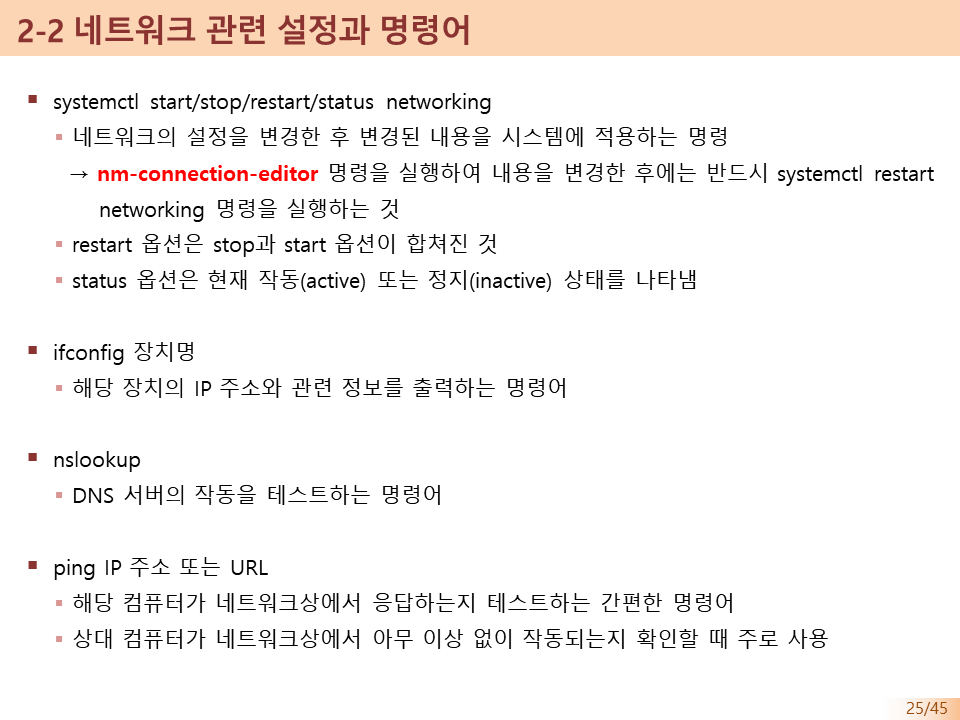 2-2 네트워크 관련 설정과 명령어
▪ systemctl start/stop/restart/status networking
▪ 네트워크의 설정을 변경한 후 변경된 내용을 시스템에 적용하는 명령
→ nm-connection-editor 명령을 실행하여 내용을 변경한 후에는 반드시 systemctl restart
networking 명령을 실행하는 것
▪ restart 옵션은 stop과 start 옵션이 합쳐진 것
▪ status 옵션은 현재 작동(active) 또는 정지(inactive) 상태를 나타냄
▪ ifconfig 장치명
▪ 해당 장치의 IP 주소와 관련 정보를 출력하는 명령어
▪ nslookup
▪ DNS 서버의 작동을 테스트하는 명령어
▪ ping IP 주소 또는 URL
▪ 해당 컴퓨터가 네트워크상에서 응답하는지 테스트하는 간편한 명령어
▪ 상대 컴퓨터가 네트워크상에서 아무 이상 없이 작동되는지 확인할 때 주로 사용
25/45